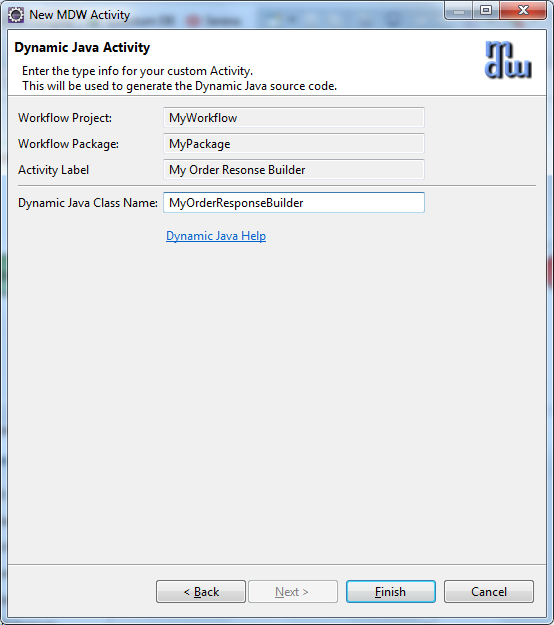 New MDW Activity
Dynamic Java Activity
Enter the type info for your custom Activity.
This will be used to generate the Dynamic Java source code.
mdw
Workflow Project: MyWorkflow
Workflow Package: MyPackage
Activity Label My Order Resonse Builder
Dynamic Java Class Name: MyOrderResponseBuilder
Dynamic Java Help
< Back Next > Finish Cancel